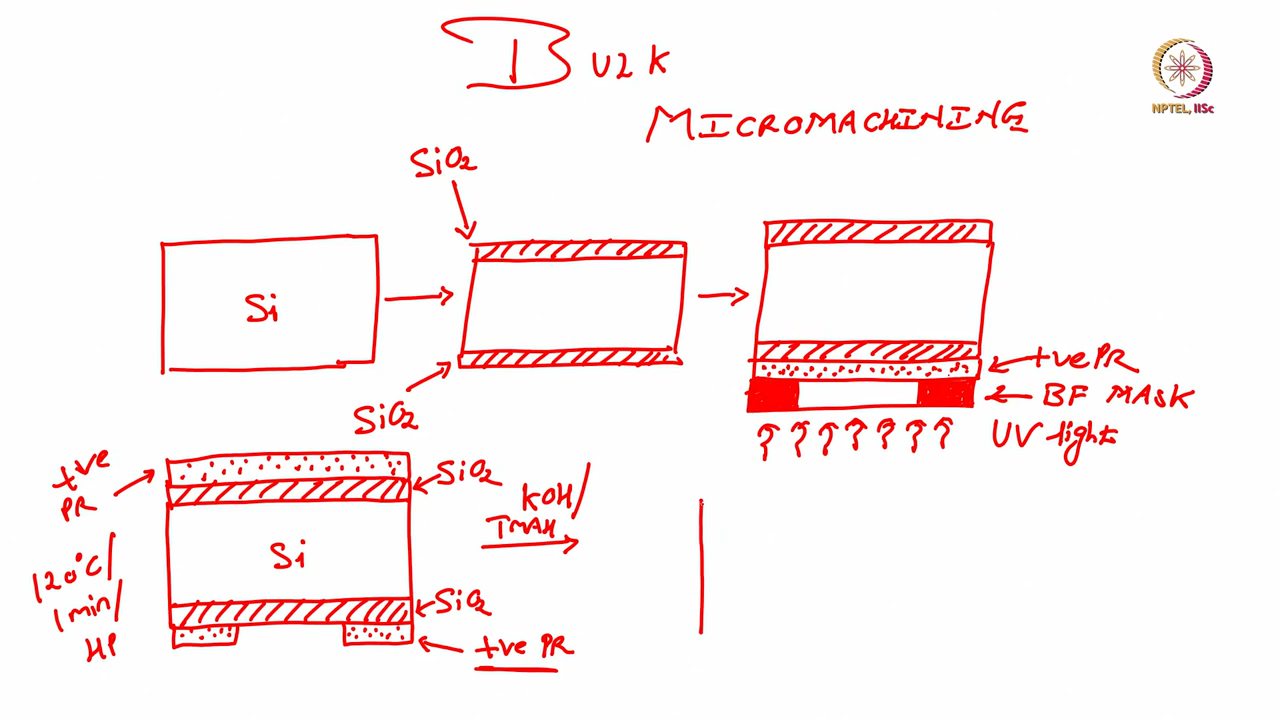 BULK
MICROMACHINING
NPTEL, IISc
SiO2
Si
SiO2
+ve PR
BF MASK
UV light
+ve
PR
SiO2
KOH/
TMAH
120°C/
1min/
HP
Si
SiO2
+ve PR